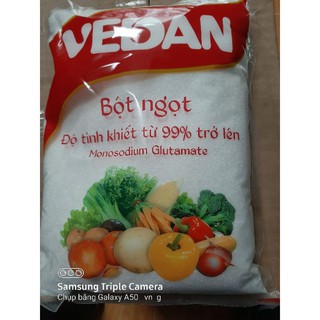 VEDAN
Bột ngọt
Độ tinh khiết từ 99% trở lên
Monosodium Glutamate
Samsung Triple Camera
Chụp bằng Galaxy A50